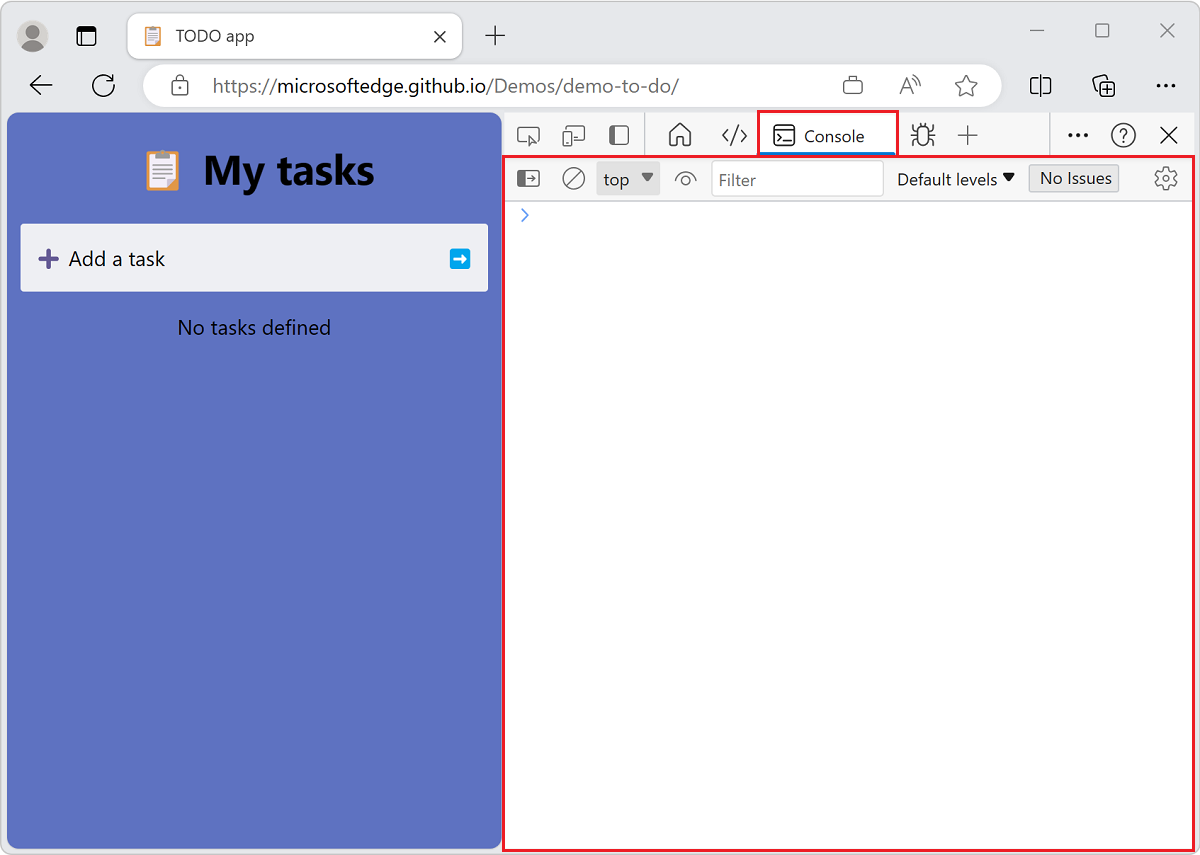 TODO app
https://microsoftedge.github.io/Demos/demo-to-do/
My tasks
Add a task
No tasks defined
Console
top
Filter
Default levels
No Issues